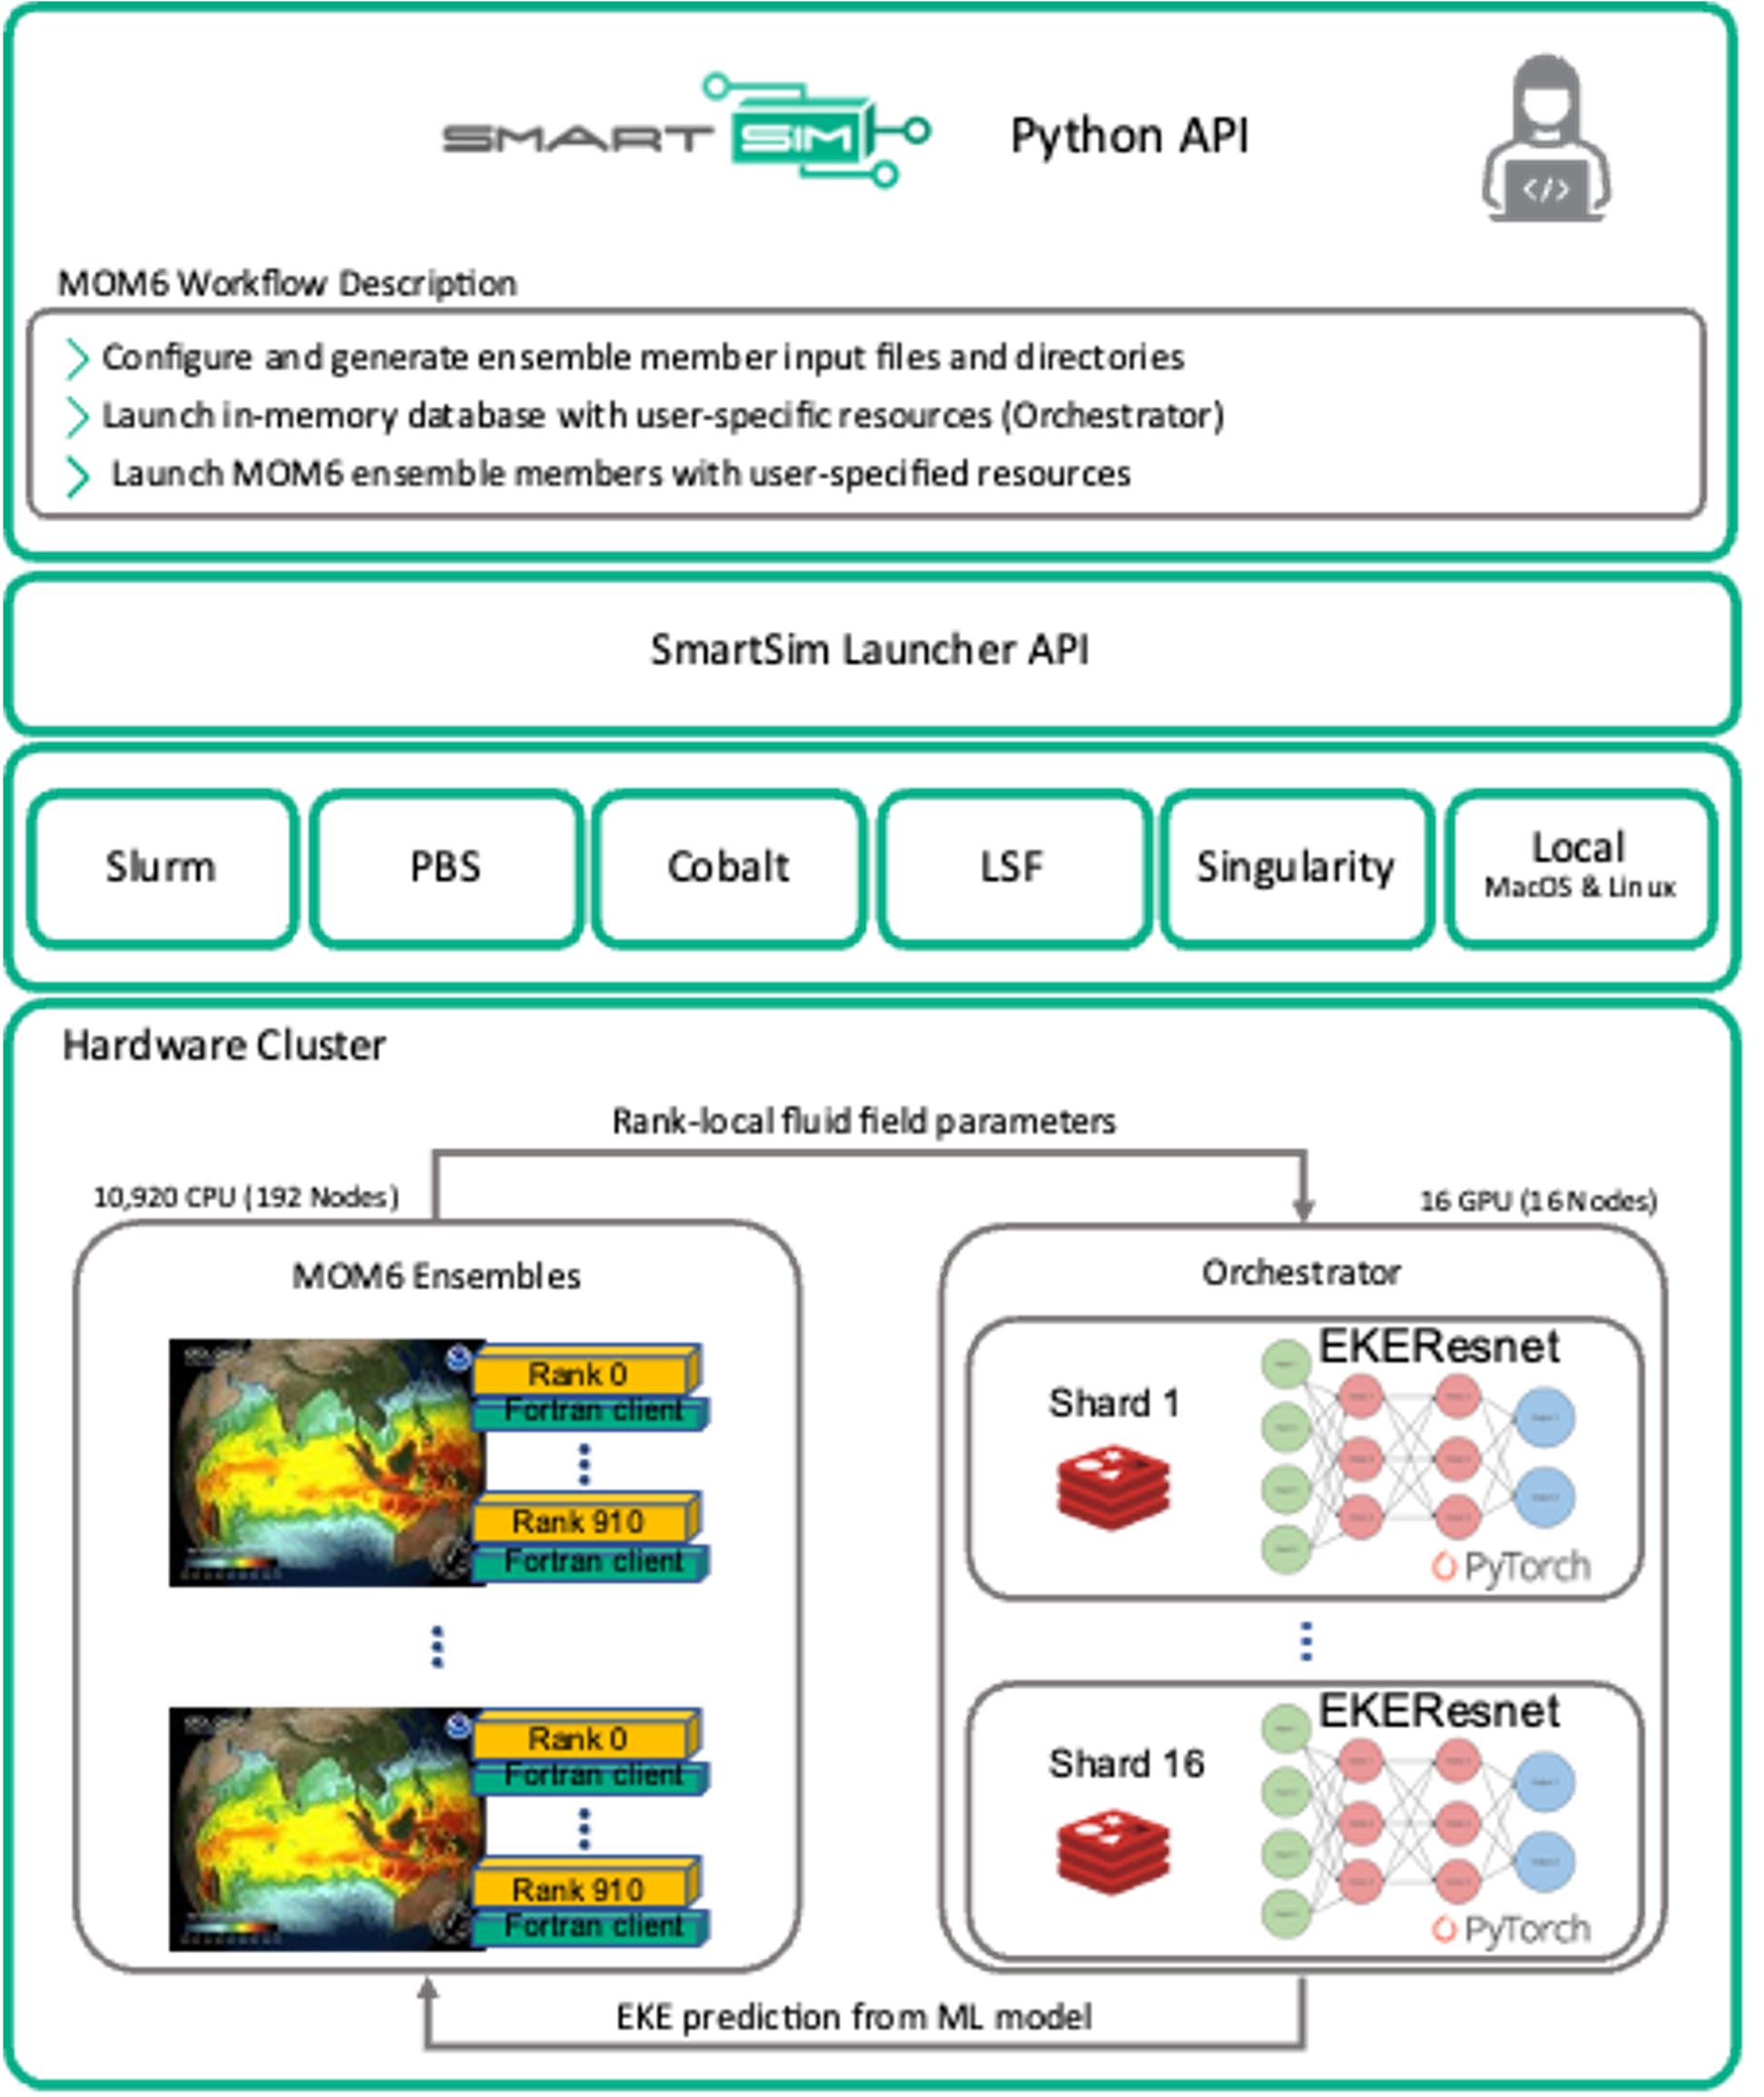 SMART SIM Python API
</>
MOM6 Workflow Description
Configure and generate ensemble member input files and directories
Launch in-memory database with user-specific resources (Orchestrator)
Launch MOM6 ensemble members with user-specified resources
SmartSim Launcher API
Slurm
PBS
Cobalt
LSF
Singularity
Local
MacOS & Linux
Hardware Cluster
Rank-local fluid field parameters
10,920 CPU (192 Nodes)
16 GPU (16 Nodes)
MOM6 Ensembles
Rank 0
Fortran client
Rank 910
Fortran client
Rank 0
Fortran client
Rank 910
Fortran client
Orchestrator
EKEResnet
Shard 1
PyTorch
EKEResnet
Shard 16
PyTorch
EKE prediction from ML model